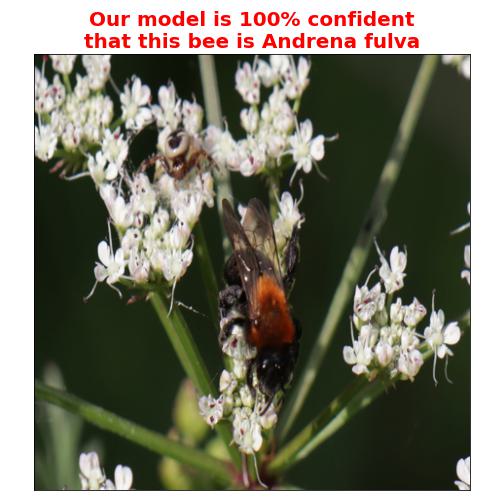 Our model is 100% confident
that this bee is Andrena fulva